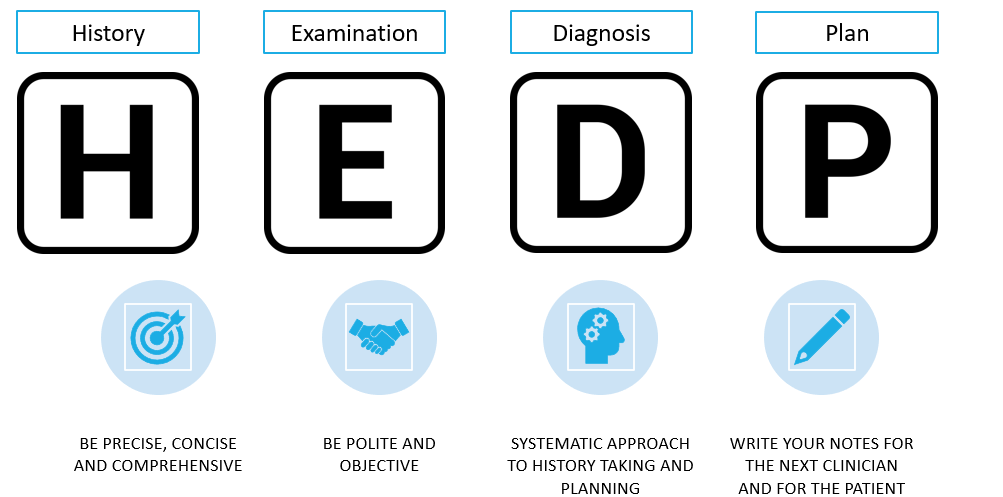 History
Examination
Diagnosis
Plan
H
E
D
P
BE PRECISE, CONCISE
AND COMPREHENSIVE
BE POLITE AND
OBJECTIVE
SYSTEMATIC APPROACH
TO HISTORY TAKING AND
PLANNING
WRITE YOUR NOTES FOR
THE NEXT CLINICIAN
AND FOR THE PATIENT